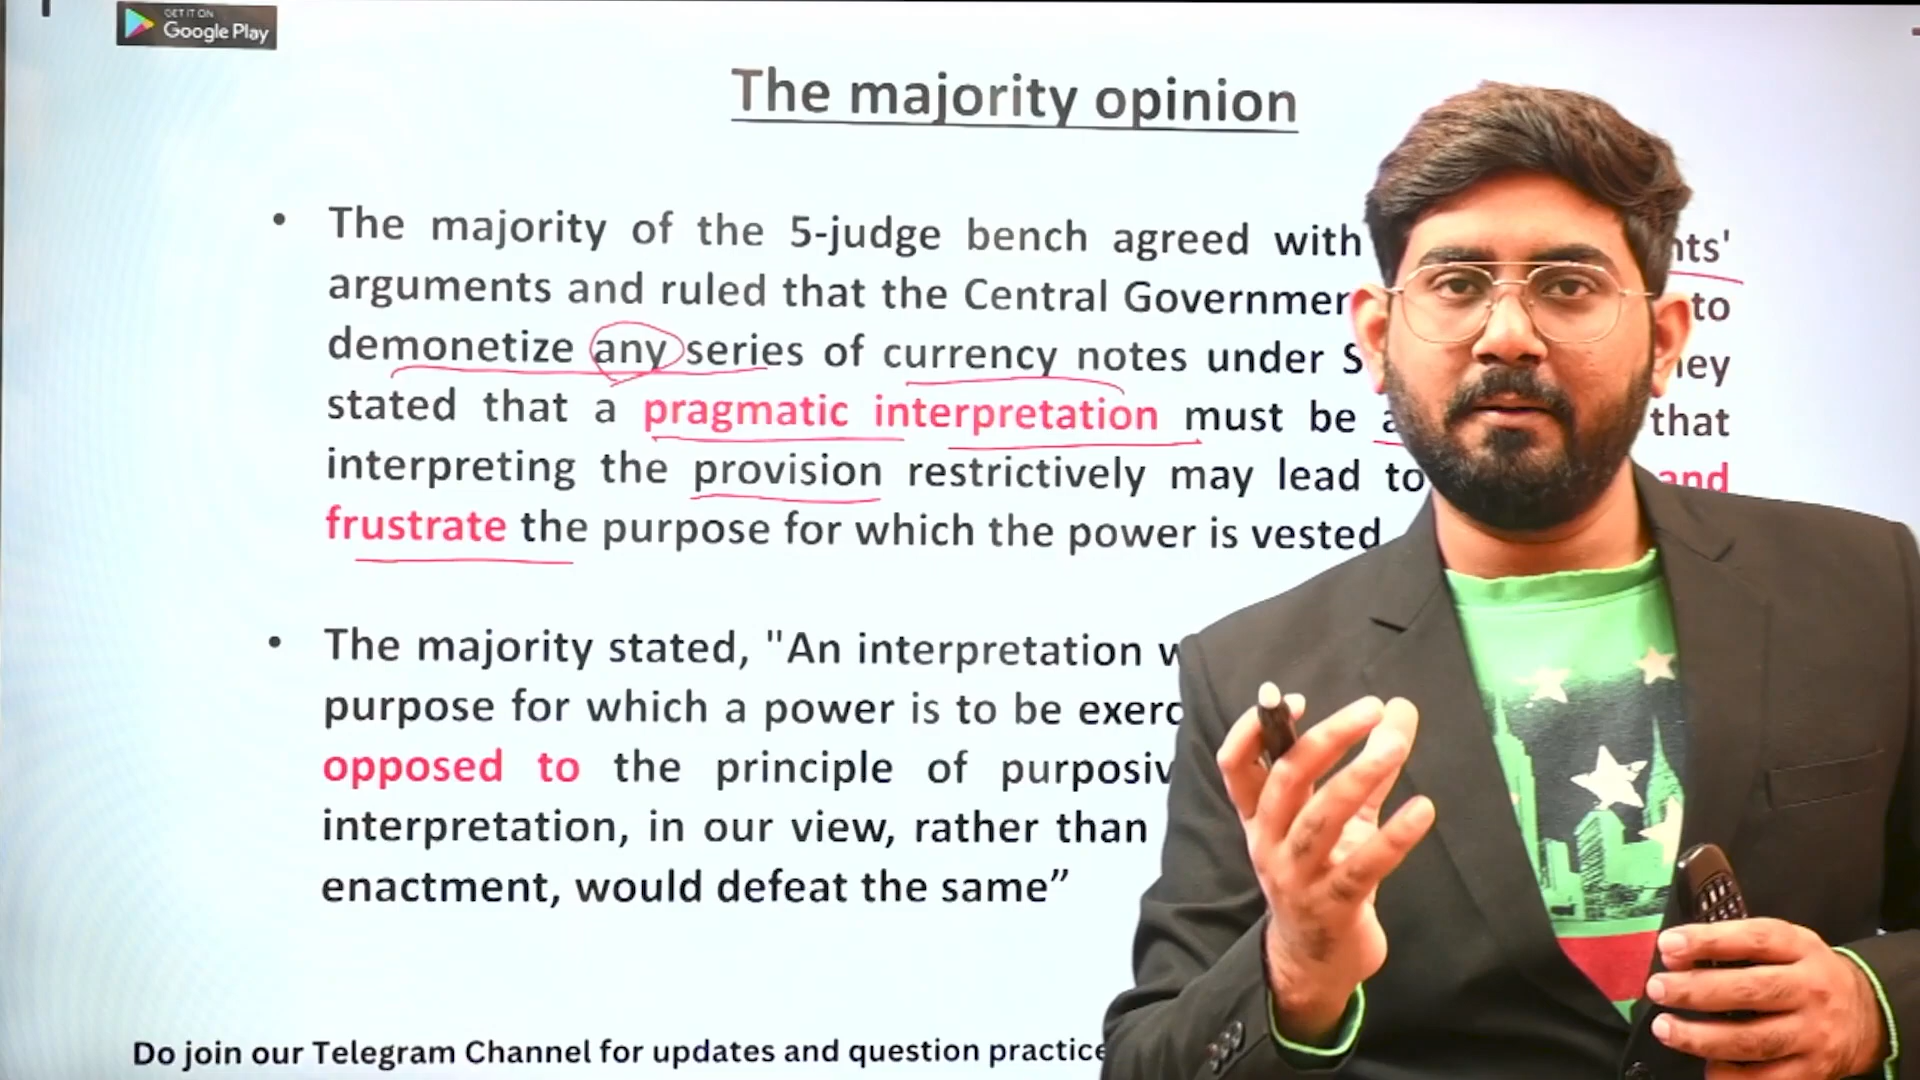 GET IT ON
Google Play
The majority opinion
• The majority of the 5-judge bench agreed with nts'
arguments and ruled that the Central Governmen to
demonetize any series of currency notes under S ey
stated that a pragmatic interpretation must be a that
interpreting the provision restrictively may lead to and
frustrate the purpose for which the power is vested
• The majority stated, "An interpretation w
purpose for which a power is to be exerc
opposed to the principle of purposiv
interpretation, in our view, rather than
enactment, would defeat the same”
Do join our Telegram Channel for updates and question practice